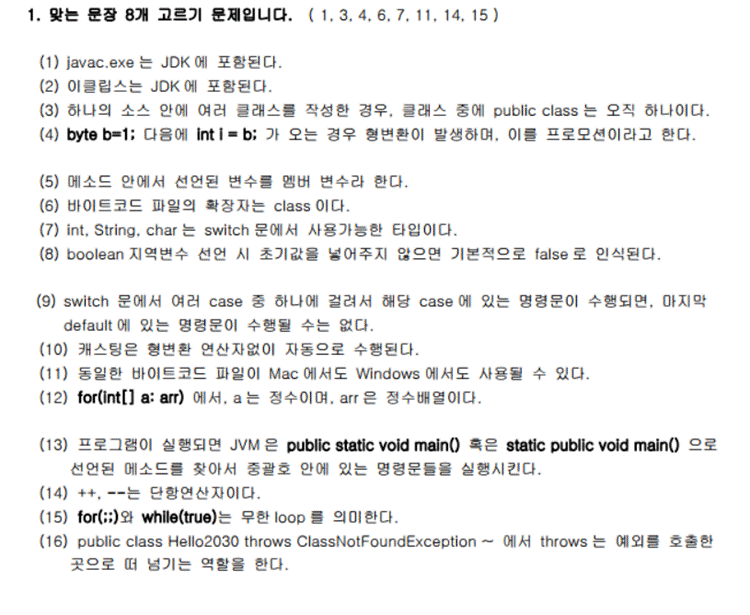 1. 맞는 문장 8개 고르기 문제입니다. ( 1, 3, 4, 6, 7, 11, 14, 15 )
(1) javac.exe 는 JDK 에 포함된다.
(2) 이클립스는 JDK 에 포함된다.
(3) 하나의 소스 안에 여러 클래스를 작성한 경우, 클래스 중에 public class 는 오직 하나이다.
(4) byte b=1; 다음에 int i = b; 가 오는 경우 형변환이 발생하며, 이를 프로모션이라고 한다.
(5) 메소드 안에서 선언된 변수를 멤버 변수라 한다.
(6) 바이트코드 파일의 확장자는 class 이다.
(7) int, String, char 는 switch 문에서 사용가능한 타입이다.
(8) boolean 지역변수 선언 시 초기값을 넣어주지 않으면 기본적으로 false 로 인식된다.
(9) switch 문에서 여러 case 중 하나에 걸려서 해당 case 에 있는 명령문이 수행되면, 마지막
default 에 있는 명령문이 수행될 수는 없다.
(10) 캐스팅은 형변환 연산자없이 자동으로 수행된다.
(11) 동일한 바이트코드 파일이 Mac 에서도 Windows 에서도 사용될 수 있다.
(12) for(int[] a: arr) 에서, a 는 정수이며, arr 은 정수배열이다.
(13) 프로그램이 실행되면 JVM 은 public static void main() 혹은 static public void main() 으로
선언된 메소드를 찾아서 중괄호 안에 있는 명령문들을 실행시킨다.
(14) ++, --는 단항연산자이다.
(15) for(;;)와 while(true)는 무한 loop 를 의미한다.
(16) public class Hello2030 throws ClassNotFoundException ~ 에서 throws 는 예외를 호출한
곳으로 떠 넘기는 역할을 한다.